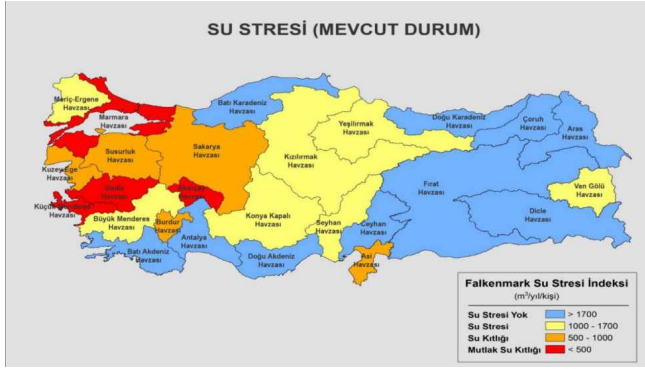 SU STRESİ (MEVCUT DURUM)
Meriç-Ergene
Havzası
Marmara
Havzası
Batı Karadeniz
Havzası
Yeşilırmak
Havzası
Doğu Karadeniz
Havzası
Çoruh
Havzası
Aras
Havzası
Susurluk
Havzası
Sakarya
Havzası
Kızılırmak
Havzası
Kuzey Ege
Havzası
Gediz
Havzası
Akarçay
Havzası
Fırat
Havzası
Van Gölü
Havzası
Küçük Menderes
Havzası
Büyük Menderes
Havzası
Burdur
Havzası
Konya Kapalı
Havzası
Seyhan
Havzası
Ceyhan
Havzası
Dicle
Havzası
Antalya
Havzası
Batı Akdeniz
Havzası
Doğu Akdeniz
Havzası
Asi
Havzası
Falkenmark Su Stresi İndeksi
(m³/yıl/kişi)
Su Stresi Yok > 1700
Su Stresi 1000 - 1700
Su Kıtlığı 500 - 1000
Mutlak Su Kıtlığı < 500